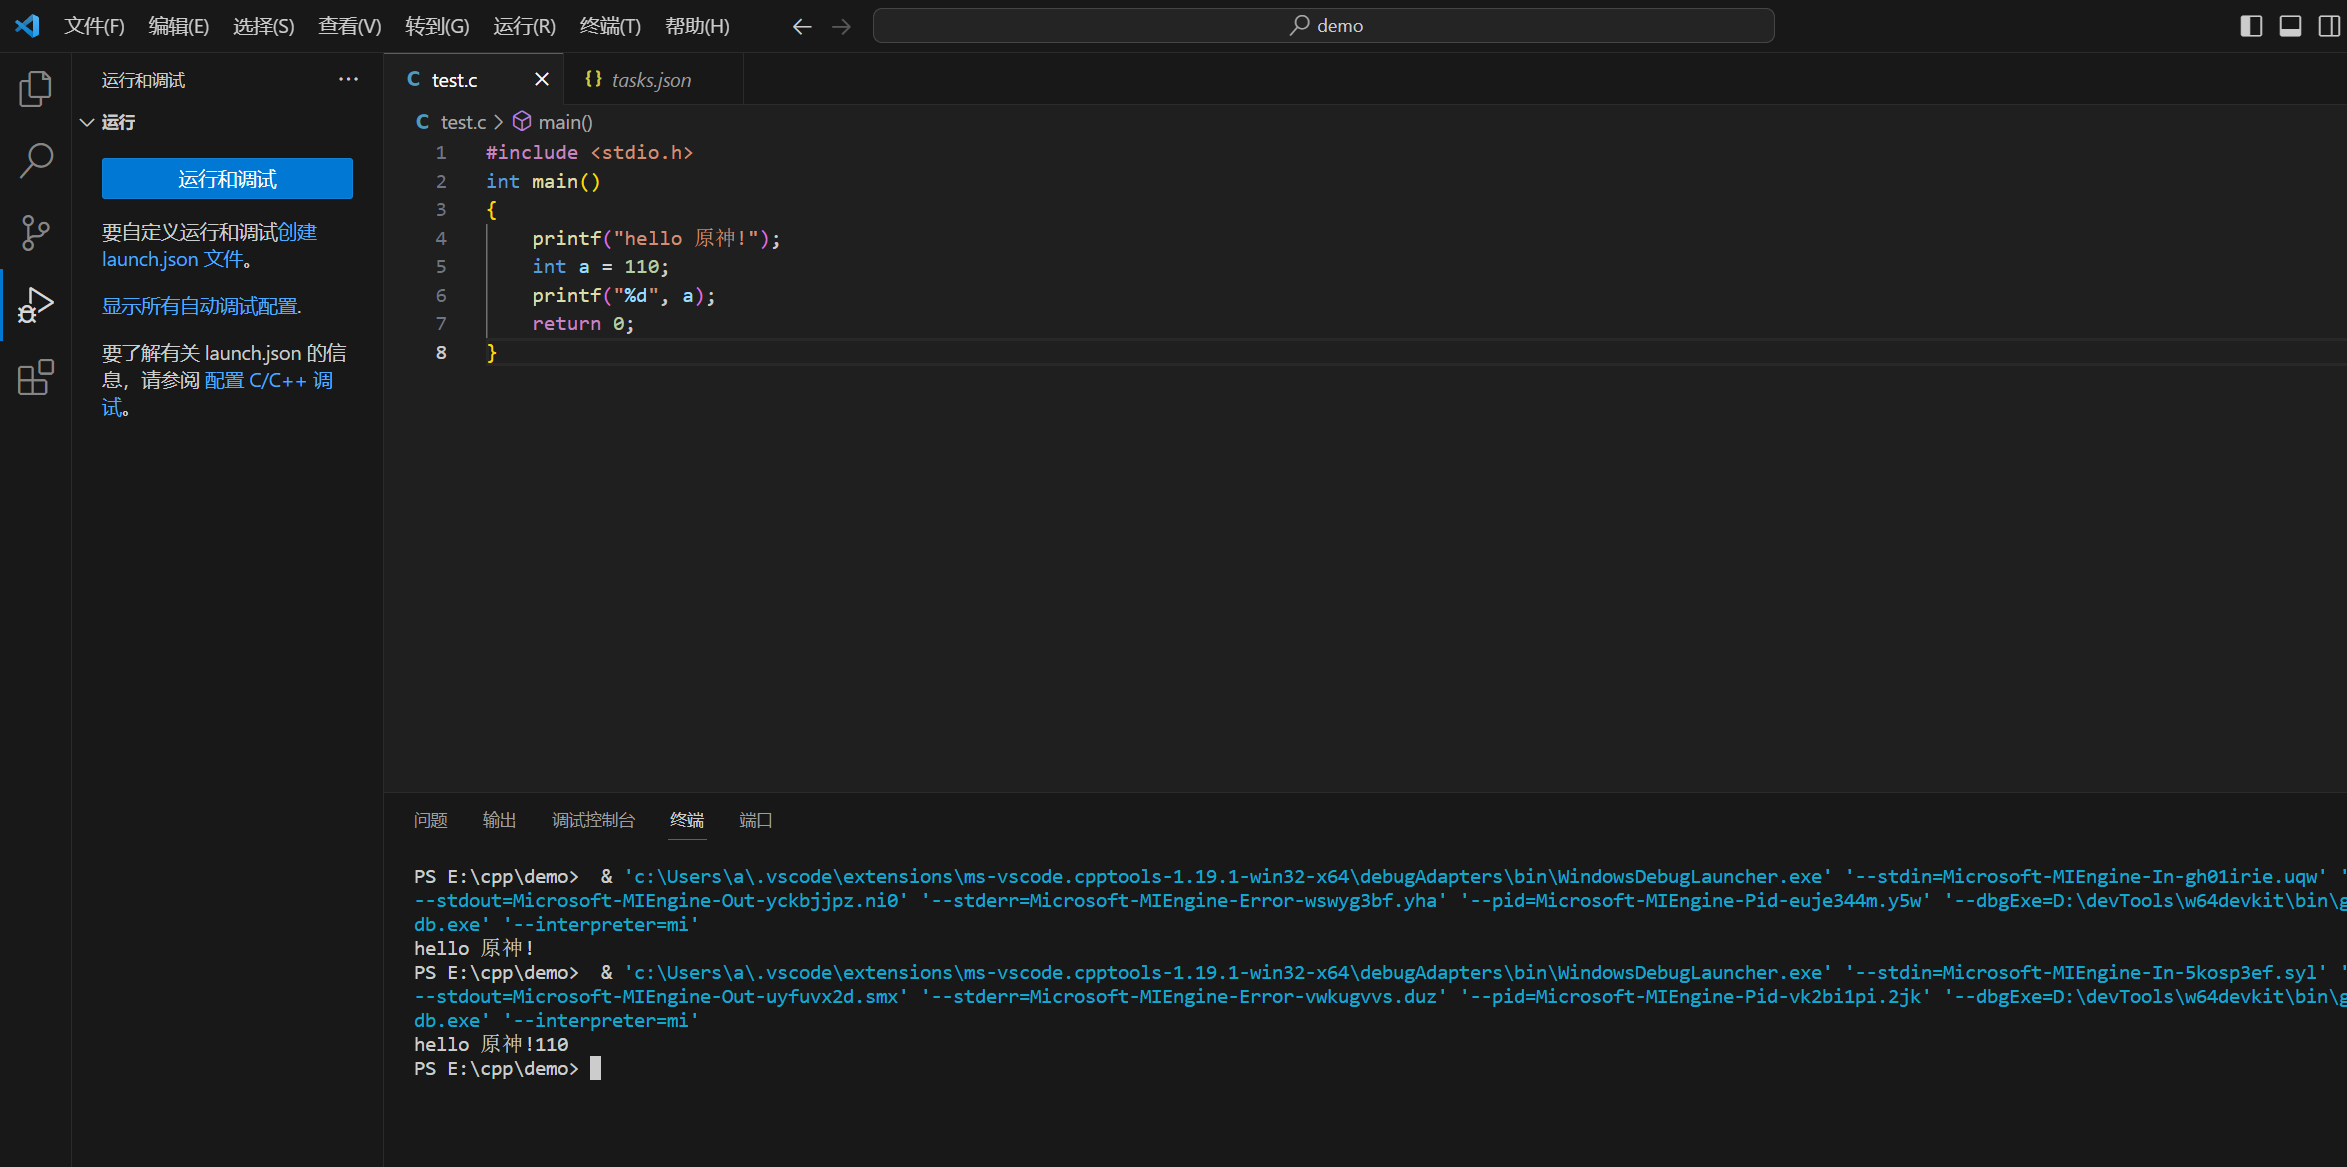 文件(F) 编辑(E) 选择(S) 查看(V) 转到(G) 运行(R) 终端(T) 帮助(H) demo
运行和调试
运行
运行和调试
要自定义运行和调试创建
launch.json 文件。
显示所有自动调试配置.
要了解有关 launch.json 的信
息，请参阅 配置 C/C++ 调
试。
C test.c {} tasks.json
C test.c > main()
1 #include <stdio.h>
2 int main()
3 {
4 printf("hello 原神!");
5 int a = 110;
6 printf("%d", a);
7 return 0;
8 }
问题 输出 调试控制台 终端 端口
PS E:\cpp\demo>  & 'c:\Users\a\.vscode\extensions\ms-vscode.cpptools-1.19.1-win32-x64\debugAdapters\bin\WindowsDebugLauncher.exe' '--stdin=Microsoft-MIEngine-In-gh01irie.uqw' '
--stdout=Microsoft-MIEngine-Out-yckbjjpz.ni0' '--stderr=Microsoft-MIEngine-Error-wswyg3bf.yha' '--pid=Microsoft-MIEngine-Pid-euje344m.y5w' '--dbgExe=D:\devTools\w64devkit\bin\g
db.exe' '--interpreter=mi'
hello 原神!
PS E:\cpp\demo>  & 'c:\Users\a\.vscode\extensions\ms-vscode.cpptools-1.19.1-win32-x64\debugAdapters\bin\WindowsDebugLauncher.exe' '--stdin=Microsoft-MIEngine-In-5kosp3ef.syl' '
--stdout=Microsoft-MIEngine-Out-uyfuvx2d.smx' '--stderr=Microsoft-MIEngine-Error-vwkugvvs.duz' '--pid=Microsoft-MIEngine-Pid-vk2bi1pi.2jk' '--dbgExe=D:\devTools\w64devkit\bin\g
db.exe' '--interpreter=mi'
hello 原神!110
PS E:\cpp\demo>